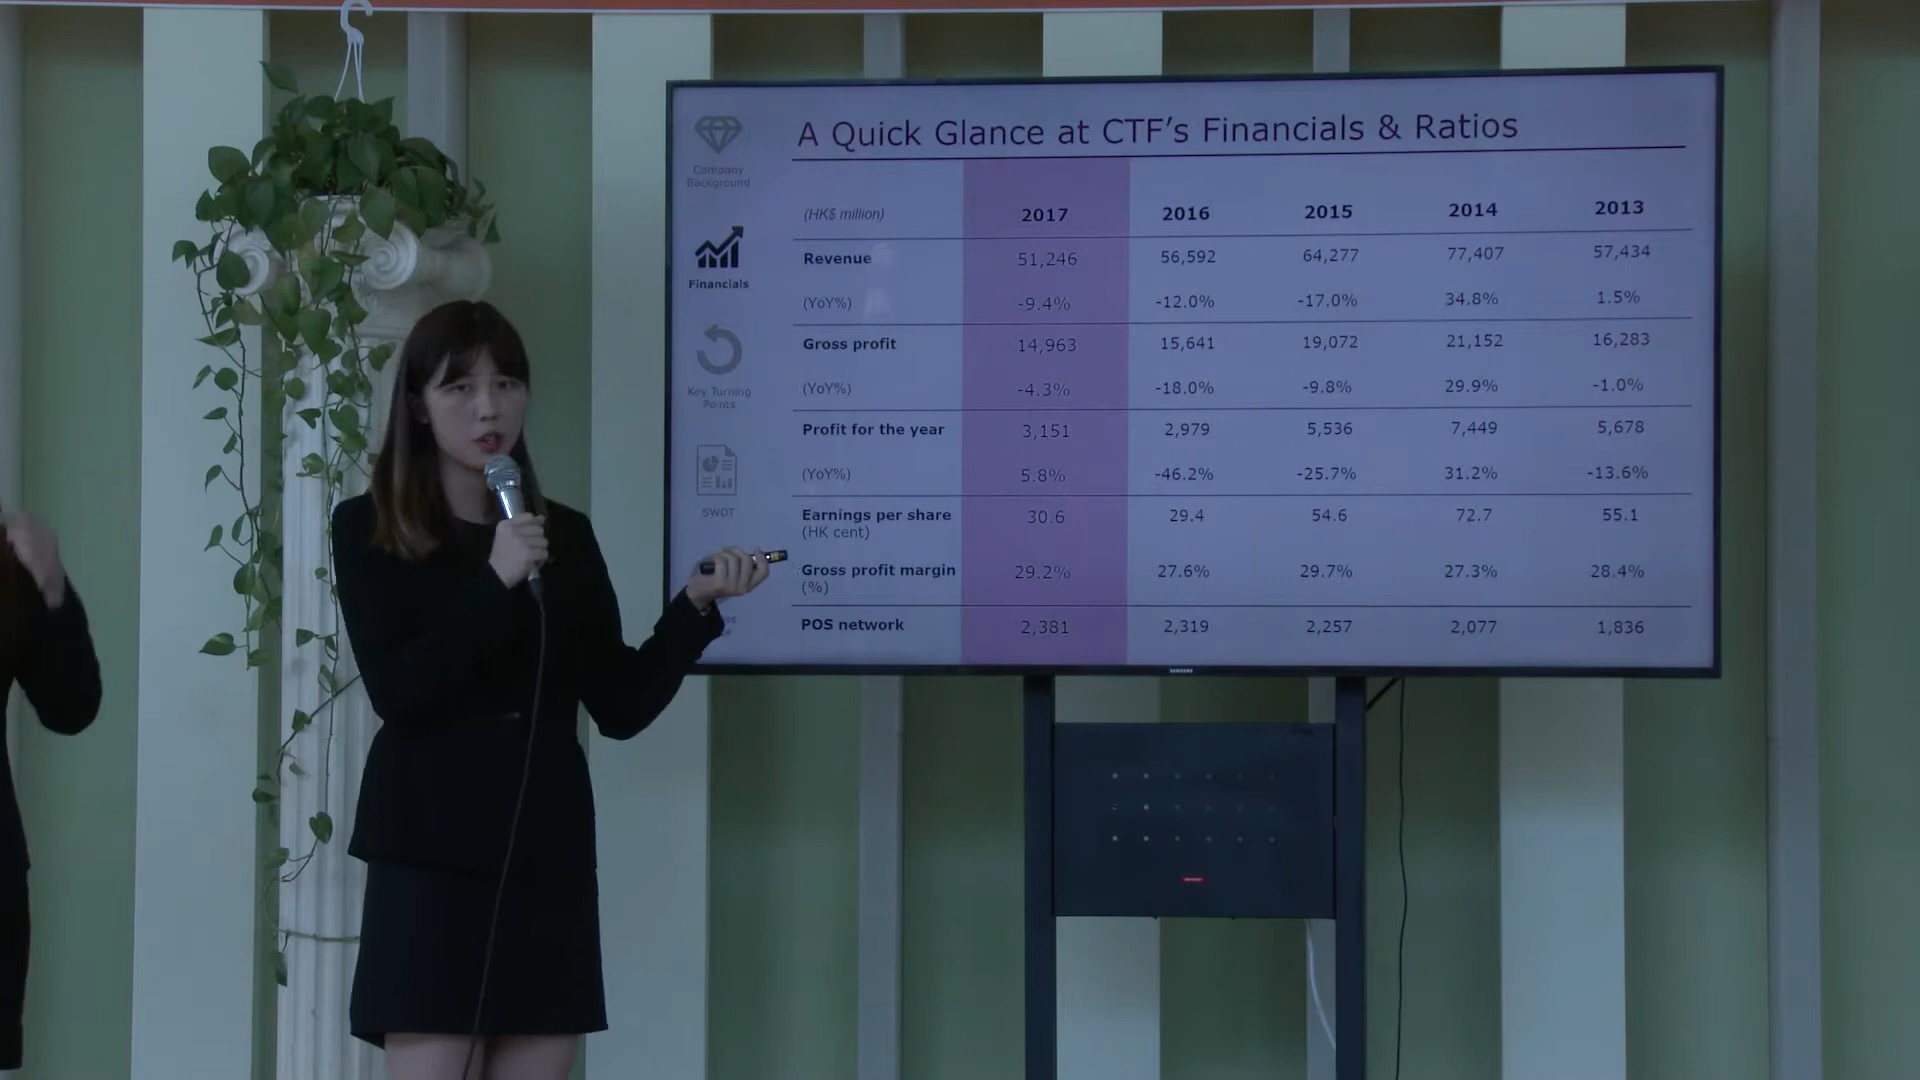 A Quick Glance at CTF's Financials & Ratios
Company
Background
Financials
Key Turning
Points
SWOT
(HK$ million) 2017 2016 2015 2014 2013
Revenue 51,246 56,592 64,277 77,407 57,434
(YoY%) -9.4% -12.0% -17.0% 34.8% 1.5%
Gross profit 14,963 15,641 19,072 21,152 16,283
(YoY%) -4.3% -18.0% -9.8% 29.9% -1.0%
Profit for the year 3,151 2,979 5,536 7,449 5,678
(YoY%) 5.8% -46.2% -25.7% 31.2% -13.6%
Earnings per share 30.6 29.4 54.6 72.7 55.1
(HK cent)
Gross profit margin 29.2% 27.6% 29.7% 27.3% 28.4%
(%)
POS network 2,381 2,319 2,257 2,077 1,836
SAMSUNG